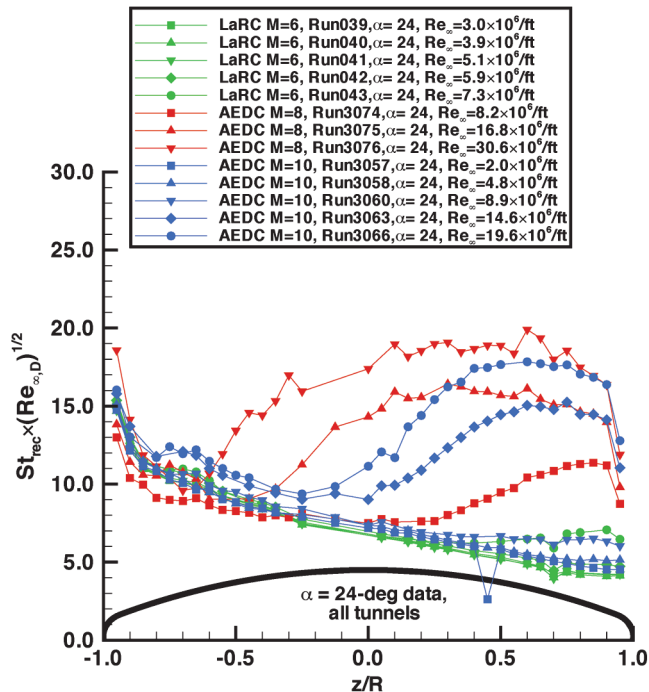 LaRC M=6, Run039,α= 24, Re∞=3.0×10⁶/ft
LaRC M=6, Run040,α= 24, Re∞=3.9×10⁶/ft
LaRC M=6, Run041,α= 24, Re∞=5.1×10⁶/ft
LaRC M=6, Run042,α= 24, Re∞=5.9×10⁶/ft
LaRC M=6, Run043,α= 24, Re∞=7.3×10⁶/ft
AEDC M=8, Run3074,α= 24, Re∞=8.2×10⁶/ft
AEDC M=8, Run3075,α= 24, Re∞=16.8×10⁶/ft
AEDC M=8, Run3076,α= 24, Re∞=30.6×10⁶/ft
AEDC M=10, Run3057,α= 24, Re∞=2.0×10⁶/ft
AEDC M=10, Run3058,α= 24, Re∞=4.8×10⁶/ft
AEDC M=10, Run3060,α= 24, Re∞=8.9×10⁶/ft
AEDC M=10, Run3063,α= 24, Re∞=14.6×10⁶/ft
AEDC M=10, Run3066,α= 24, Re∞=19.6×10⁶/ft
30.0
25.0
20.0
15.0
10.0
5.0
0.0
St_rec×(Re_∞,D)^1/2
α = 24-deg data,
all tunnels
-1.0 -0.5 0.0 0.5 1.0
z/R